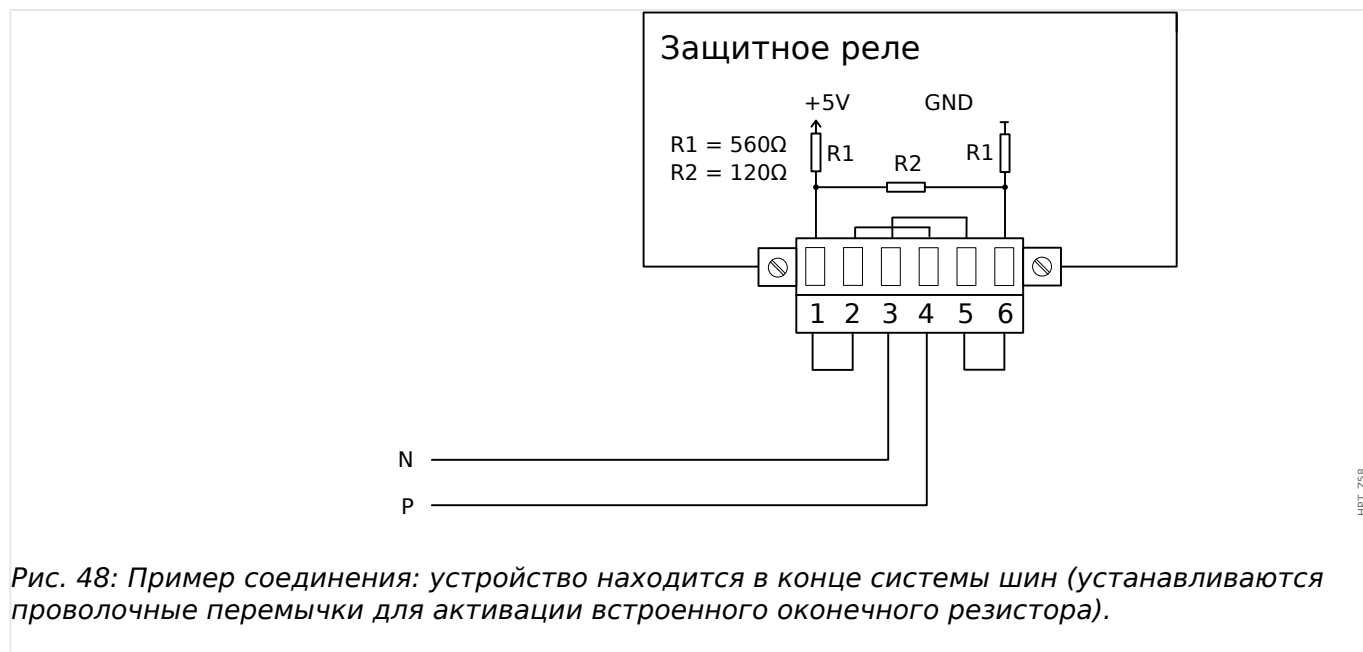 Защитное реле
+5V GND
R1 = 560Ω
R2 = 120Ω
R1 R2 R1
1 2 3 4 5 6
N
P
HPT_Z58
Рис. 48: Пример соединения: устройство находится в конце системы шин (устанавливаются
проволочные перемычки для активации встроенного оконечного резистора).